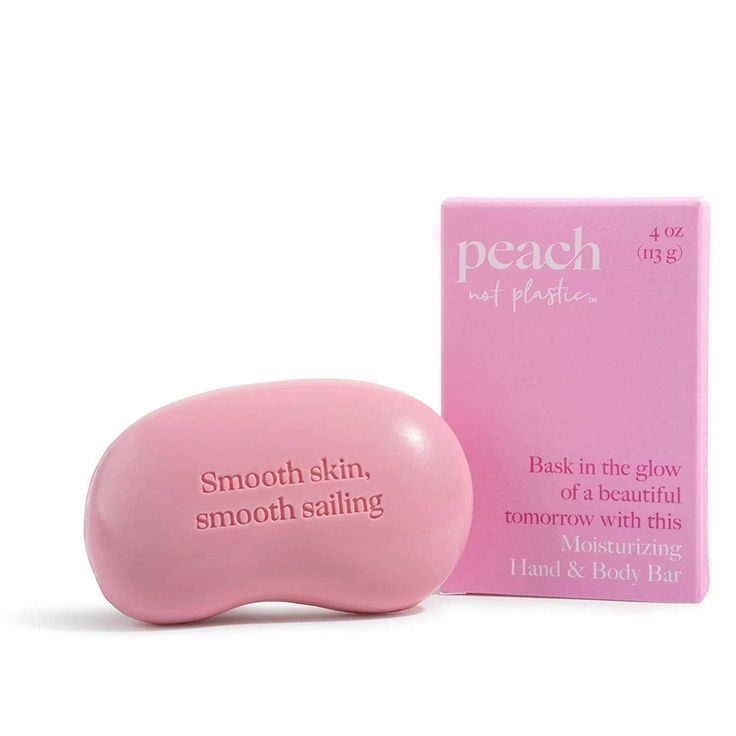 peach
not plastic™
4 oz
(113 g)
Bask in the glow
of a beautiful
tomorrow with this
Moisturizing
Hand & Body Bar
Smooth skin,
smooth sailing